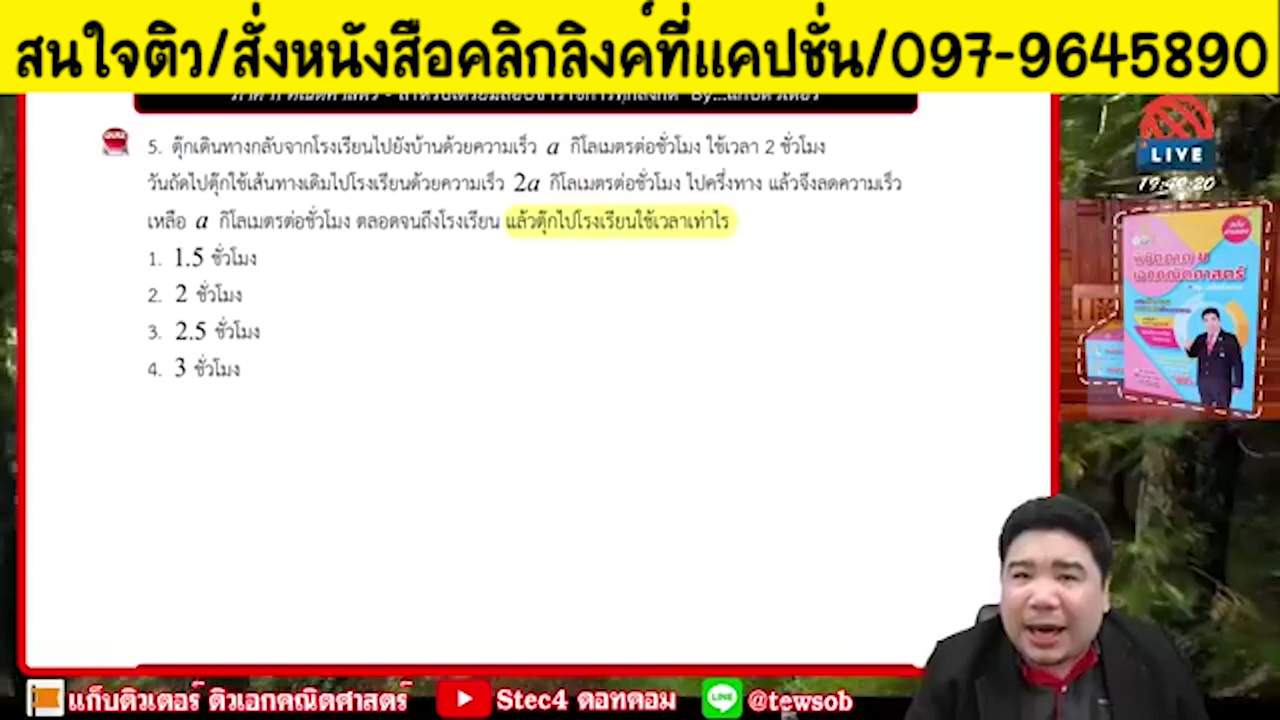 สนใจติว/สั่งหนังสือคลิกลิงค์ที่แคปชั่น/097-9645890
LIVE
19:40:20
5. ตุ๊กเดินทางกลับจากโรงเรียนไปยังบ้านด้วยความเร็ว a กิโลเมตรต่อชั่วโมง ใช้เวลา 2 ชั่วโมง
วันถัดไปตุ๊กใช้เส้นทางเดิมไปโรงเรียนด้วยความเร็ว 2a กิโลเมตรต่อชั่วโมง ไปครึ่งทาง แล้วจึงลดความเร็ว
เหลือ a กิโลเมตรต่อชั่วโมง ตลอดจนถึงโรงเรียน แล้วตุ๊กไปโรงเรียนใช้เวลาเท่าไร
1. 1.5 ชั่วโมง
2. 2 ชั่วโมง
3. 2.5 ชั่วโมง
4. 3 ชั่วโมง
แก็บติวเตอร์ ติวเอกคณิตศาสตร์
Stec4 ดอทคอม
LINE
@tewsob